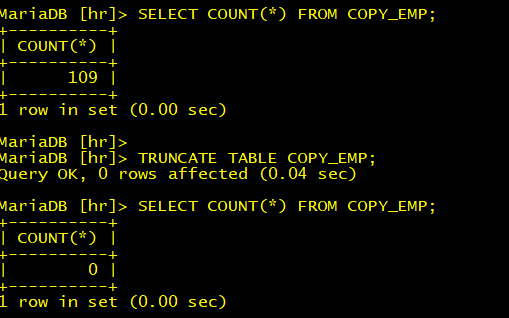 MariaDB [hr]> SELECT COUNT(*) FROM COPY_EMP;
+----------+
| COUNT(*) |
+----------+
|      109 |
+----------+
1 row in set (0.00 sec)

MariaDB [hr]>
MariaDB [hr]> TRUNCATE TABLE COPY_EMP;
Query OK, 0 rows affected (0.04 sec)

MariaDB [hr]> SELECT COUNT(*) FROM COPY_EMP;
+----------+
| COUNT(*) |
+----------+
|        0 |
+----------+
1 row in set (0.00 sec)